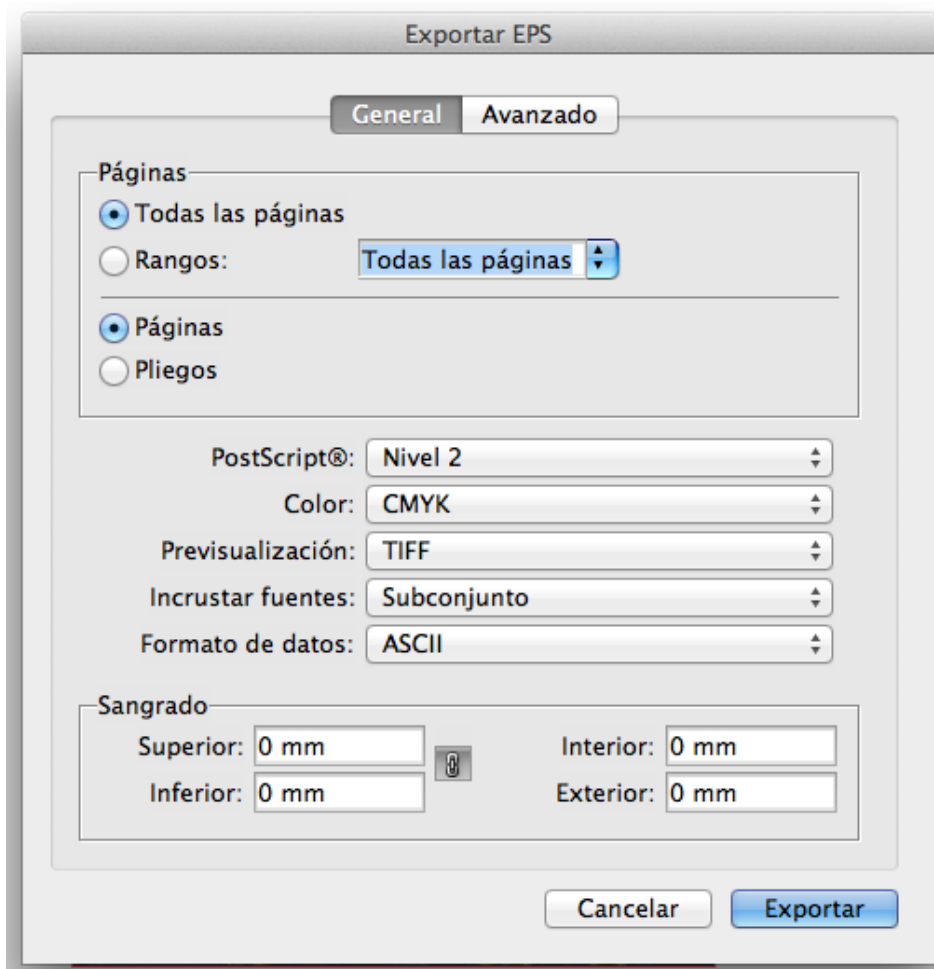 Exportar EPS
General Avanzado
Páginas
Todas las páginas
Rangos: Todas las páginas
Páginas
Pliegos
PostScript®: Nivel 2
Color: CMYK
Previsualización: TIFF
Incrustar fuentes: Subconjunto
Formato de datos: ASCII
Sangrado
Superior: 0 mm Interior: 0 mm
Inferior: 0 mm Exterior: 0 mm
Cancelar Exportar